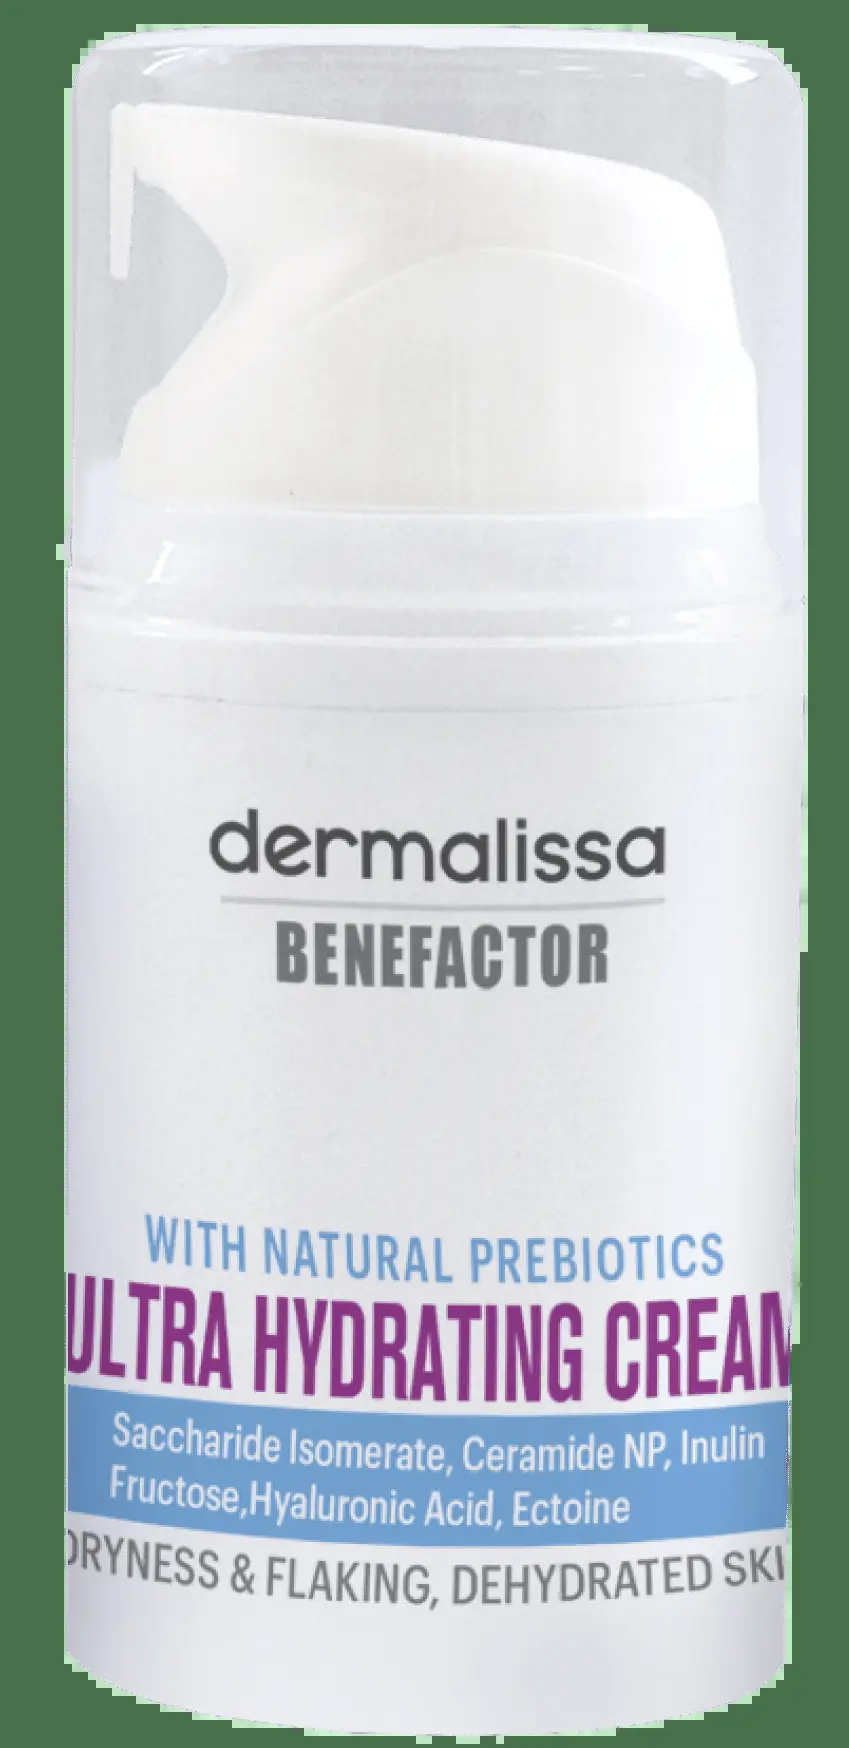 dermalissa
BENEFACTOR
WITH NATURAL PREBIOTICS
ULTRA HYDRATING CREAM
Saccharide Isomerate, Ceramide NP, Inulin
Fructose,Hyaluronic Acid, Ectoine
DRYNESS & FLAKING, DEHYDRATED SKI